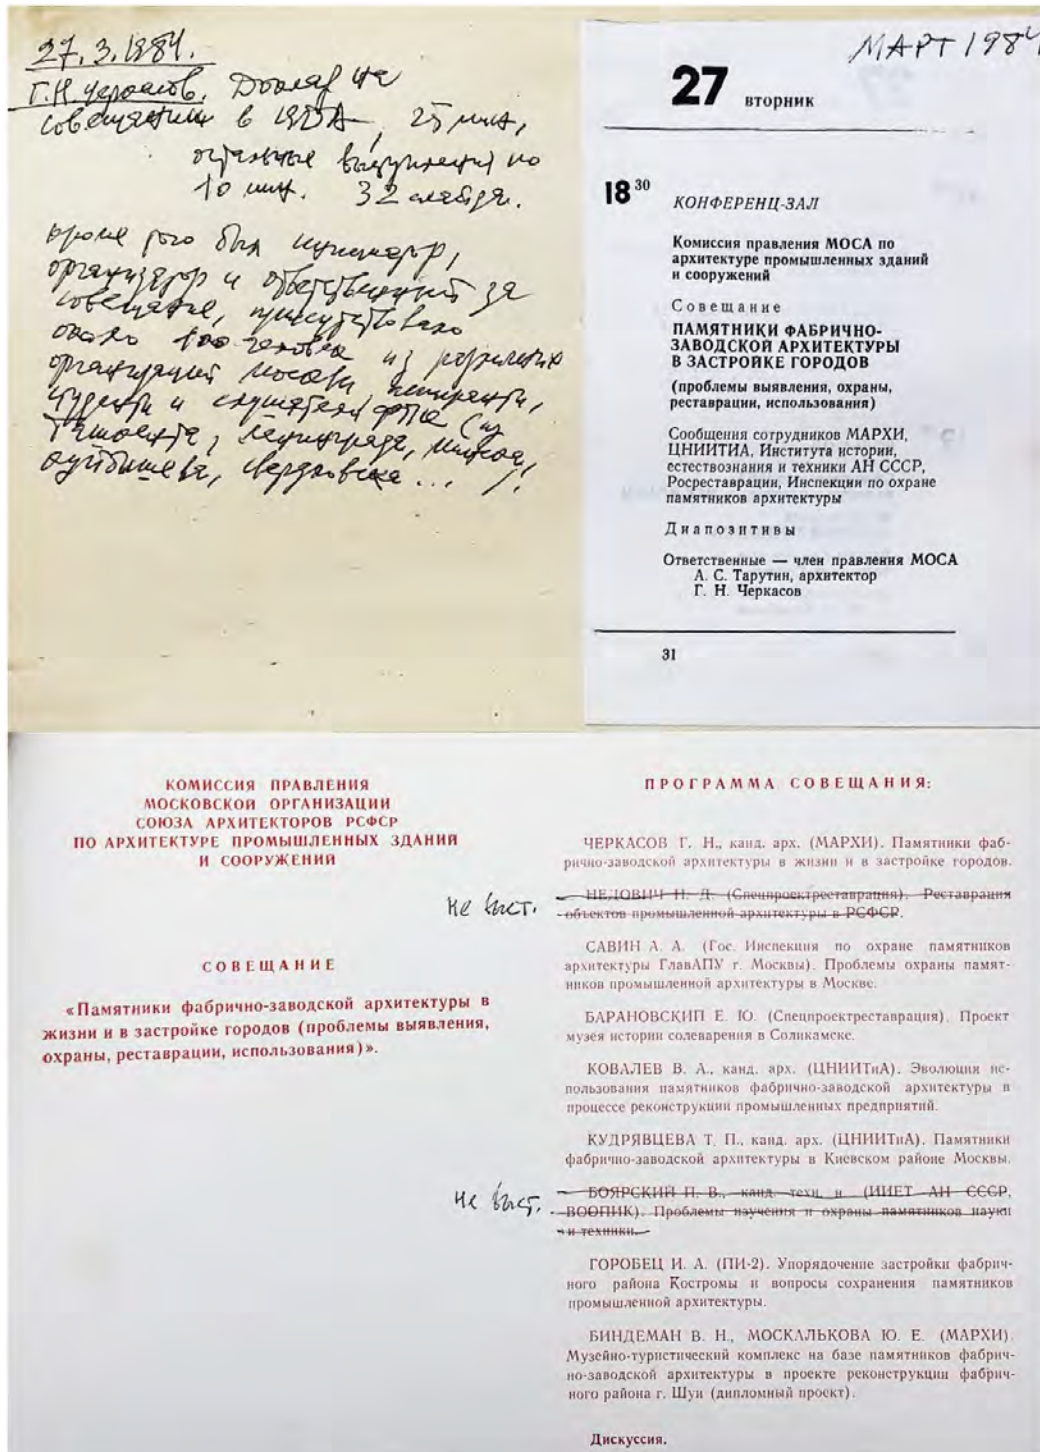 27.3.1984.
Г.Н. Черкасов. Доклад на
совещании в ЦДА, 25 мин,
остальные выступления по
10 мин. 32 слайда.
кроме того был инициатор,
организатор и ответственный за
совещание, присутствовало
около 100 человек из различных
организаций Москвы, аспиранты,
студенты и слушатели ФПК (из
Ташкента, Ленинграда, Минска,
Куйбышева, Свердловска...).
МАРТ 1984
27 вторник
18 30
КОНФЕРЕНЦ-ЗАЛ
Комиссия правления МОСА по
архитектуре промышленных зданий
и сооружений
Совещание
ПАМЯТНИКИ ФАБРИЧНО-
ЗАВОДСКОЙ АРХИТЕКТУРЫ
В ЗАСТРОЙКЕ ГОРОДОВ
(проблемы выявления, охраны,
реставрации, использования)
Сообщения сотрудников МАРХИ,
ЦНИИТИА, Института истории,
естествознания и техники АН СССР,
Росреставрации, Инспекции по охране
памятников архитектуры
Диапозитивы
Ответственные — член правления МОСА
А. С. Тарутин, архитектор
Г. Н. Черкасов
31
КОМИССИЯ ПРАВЛЕНИЯ
МОСКОВСКОЙ ОРГАНИЗАЦИИ
СОЮЗА АРХИТЕКТОРОВ РСФСР
ПО АРХИТЕКТУРЕ ПРОМЫШЛЕННЫХ ЗДАНИЙ
И СООРУЖЕНИЙ
СОВЕЩАНИЕ
«Памятники фабрично-заводской архитектуры в
жизни и в застройке городов (проблемы выявления,
охраны, реставрации, использования)».
ПРОГРАММА СОВЕЩАНИЯ:
ЧЕРКАСОВ Г. Н., канд. арх. (МАРХИ). Памятники фаб-
рично-заводской архитектуры в жизни и в застройке городов.
не выст.
НЕДОВИЧ Н. Д. (Спецпроектреставрация). Реставрация
объектов промышленной архитектуры в РСФСР.
САВИН А. А. (Гос. Инспекция по охране памятников
архитектуры ГлавАПУ г. Москвы). Проблемы охраны памят-
ников промышленной архитектуры в Москве.
БАРАНОВСКИП Е. Ю. (Спецпроектреставрация). Проект
музея истории солеварения в Соликамске.
КОВАЛЕВ В. А., канд. арх. (ЦНИИТиА). Эволюция ис-
пользования памятников фабрично-заводской архитектуры в
процессе реконструкции промышленных предприятий.
КУДРЯВЦЕВА Т. П., канд. арх. (ЦНИИТиА). Памятники
фабрично-заводской архитектуры в Киевском районе Москвы.
не выст.
БОЯРСКИЙ П. В., канд. техн. н. (ИИЕТ АН СССР,
ВООПИК). Проблемы изучения и охраны памятников науки
и техники.
ГОРОБЕЦ И. А. (ПИ-2). Упорядочение застройки фабрич-
ного района Костромы и вопросы сохранения памятников
промышленной архитектуры.
БИНДЕМАН В. Н., МОСКАЛЬКОВА Ю. Е. (МАРХИ).
Музейно-туристический комплекс на базе памятников фабрич-
но-заводской архитектуры в проекте реконструкции фабрич-
ного района г. Шуи (дипломный проект).
Дискуссия.